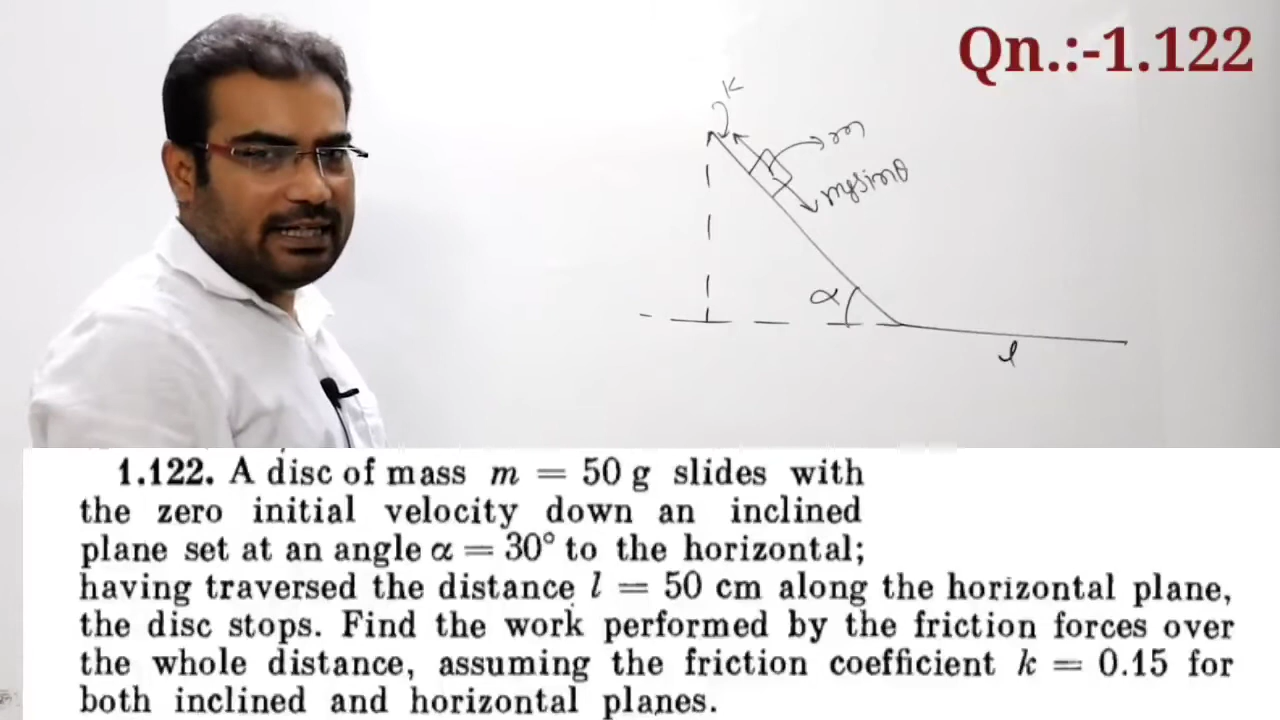 Qn.:-1.122
K
m
mgsinθ
α
l
1.122. A disc of mass m = 50 g slides with
the zero initial velocity down an inclined
plane set at an angle α = 30° to the horizontal;
having traversed the distance l = 50 cm along the horizontal plane,
the disc stops. Find the work performed by the friction forces over
the whole distance, assuming the friction coefficient k = 0.15 for
both inclined and horizontal planes.